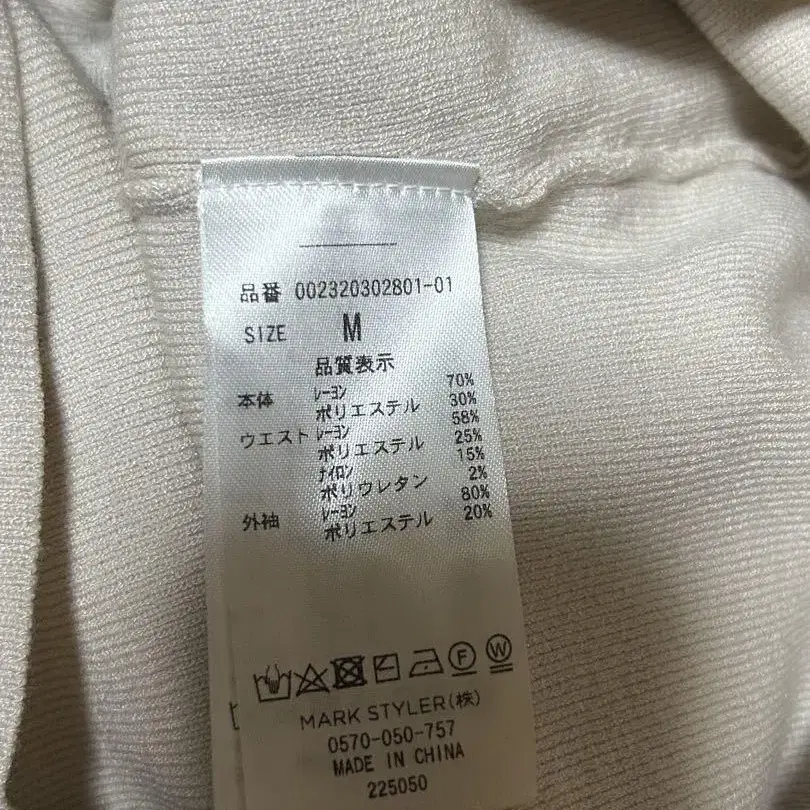 品番 002320302801-01
SIZE M
品質表示
本体 レーヨン 70%
ポリエステル 30%
ウエスト レーヨン 58%
ポリエステル 25%
ナイロン 15%
ポリウレタン 2%
外袖 レーヨン 80%
ポリエステル 20%
F W
MARK STYLER(株)
0570-050-757
MADE IN CHINA
225050